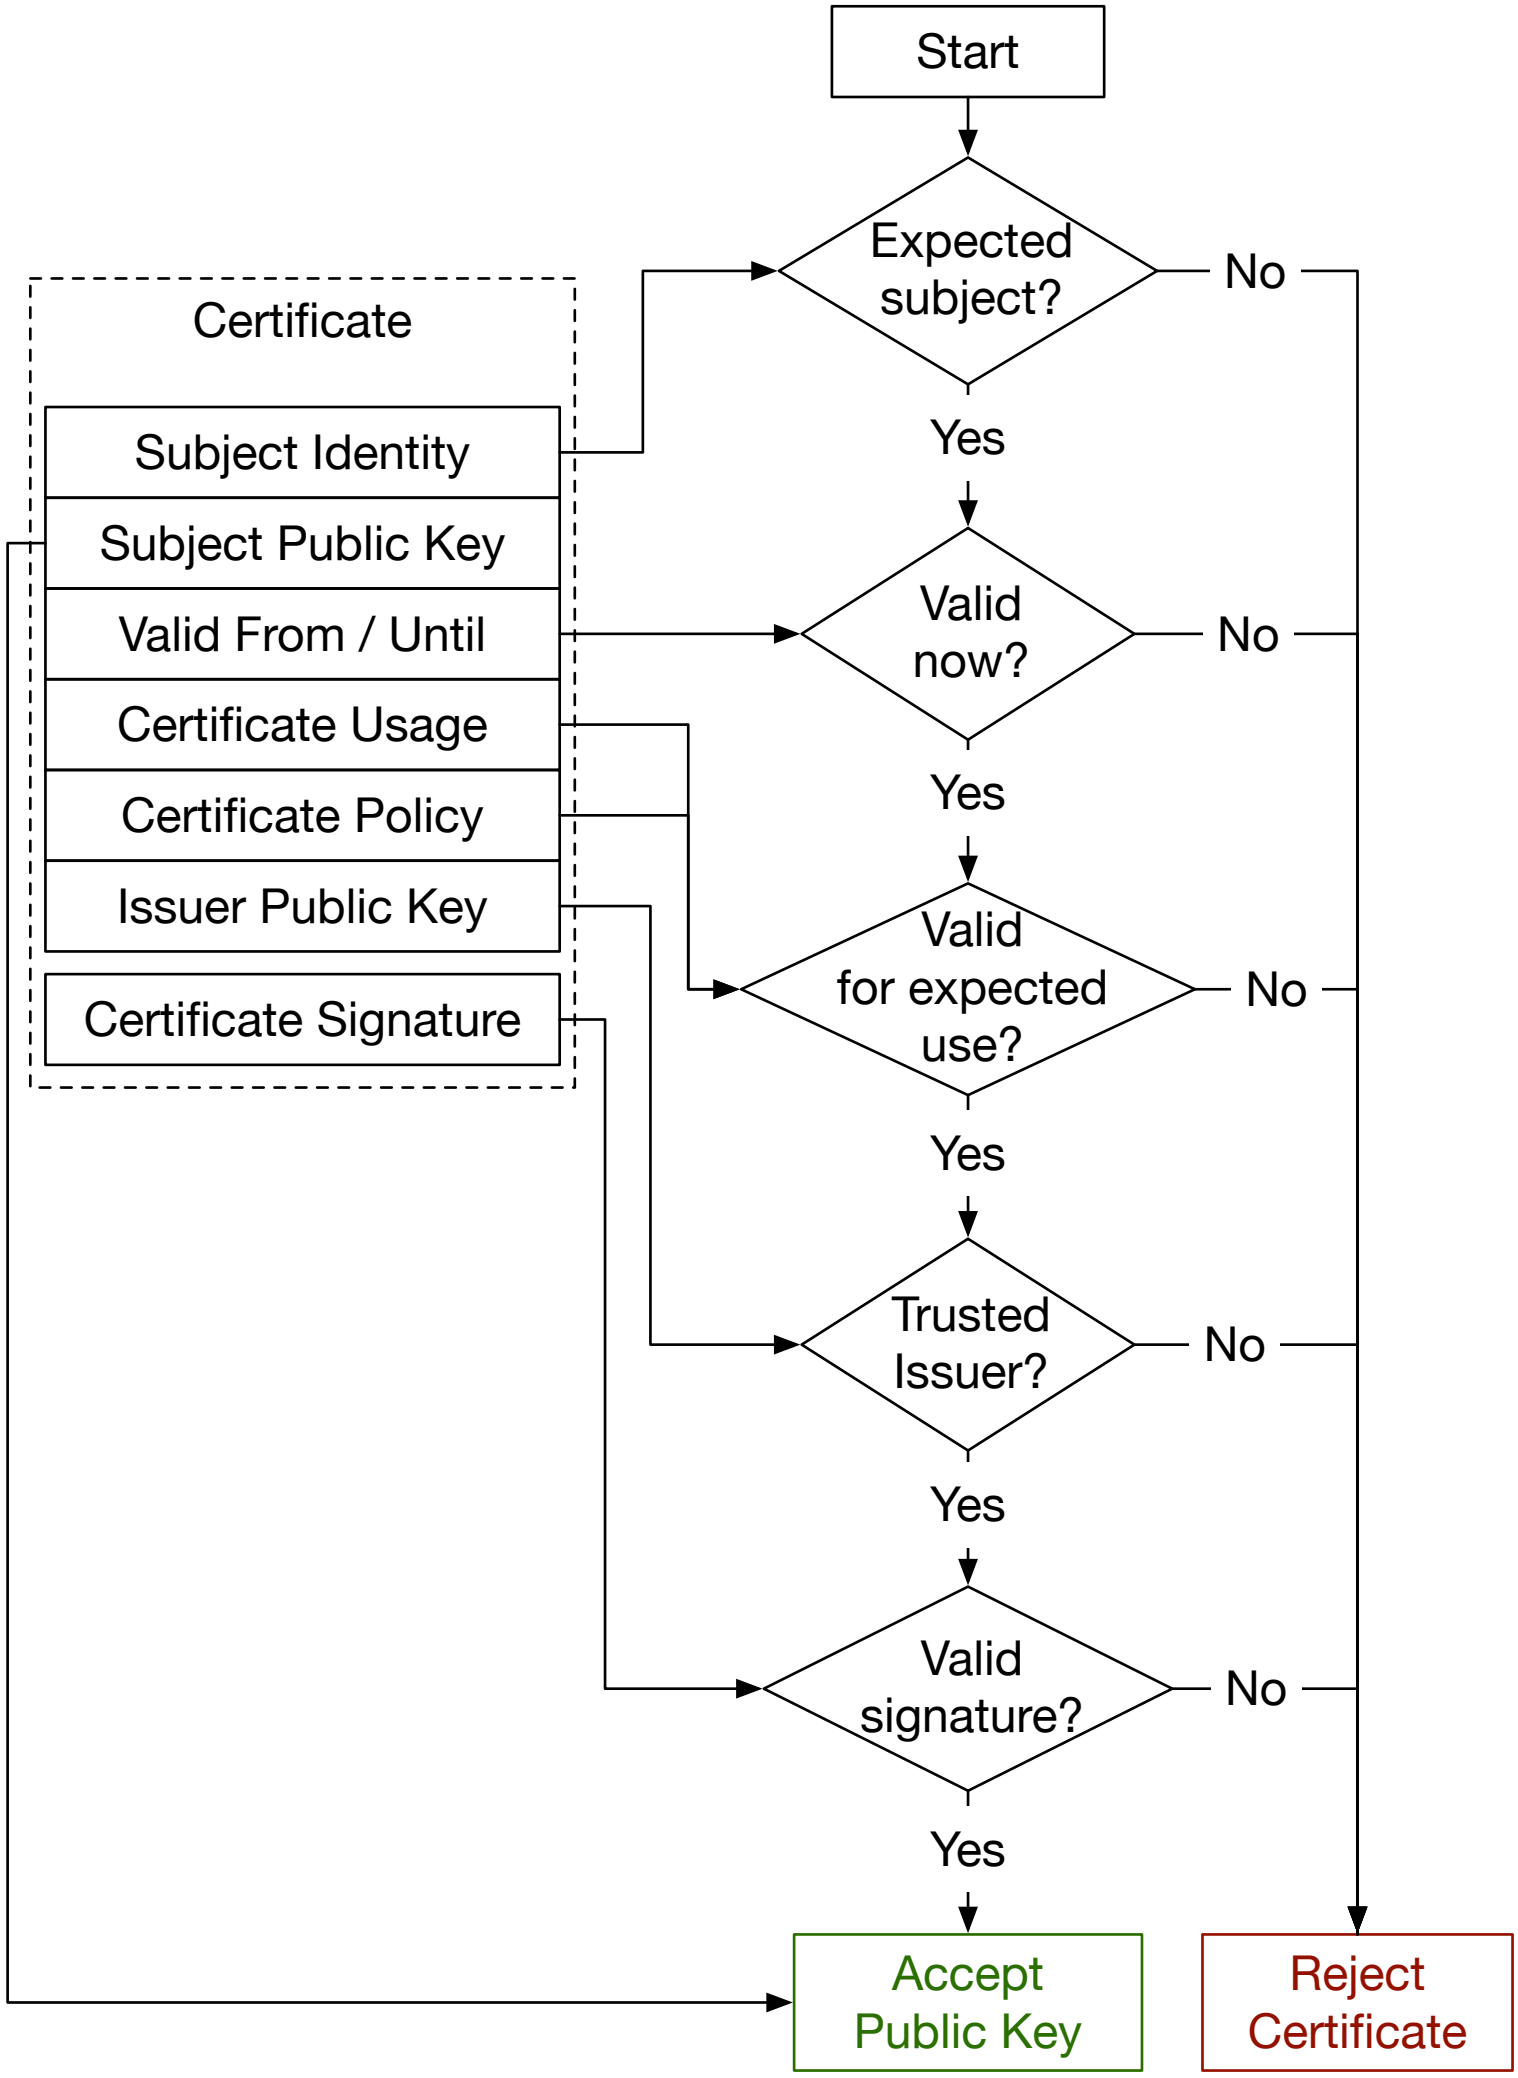 Start
Expected
subject?
No
Certificate
Yes
Subject Identity
Subject Public Key
Valid From / Until
Valid
now?
No
Certificate Usage
Yes
Certificate Policy
Issuer Public Key
Valid
for expected
use?
No
Certificate Signature
Yes
Trusted
Issuer?
No
Yes
Valid
signature?
No
Yes
Accept
Public Key
Reject
Certificate